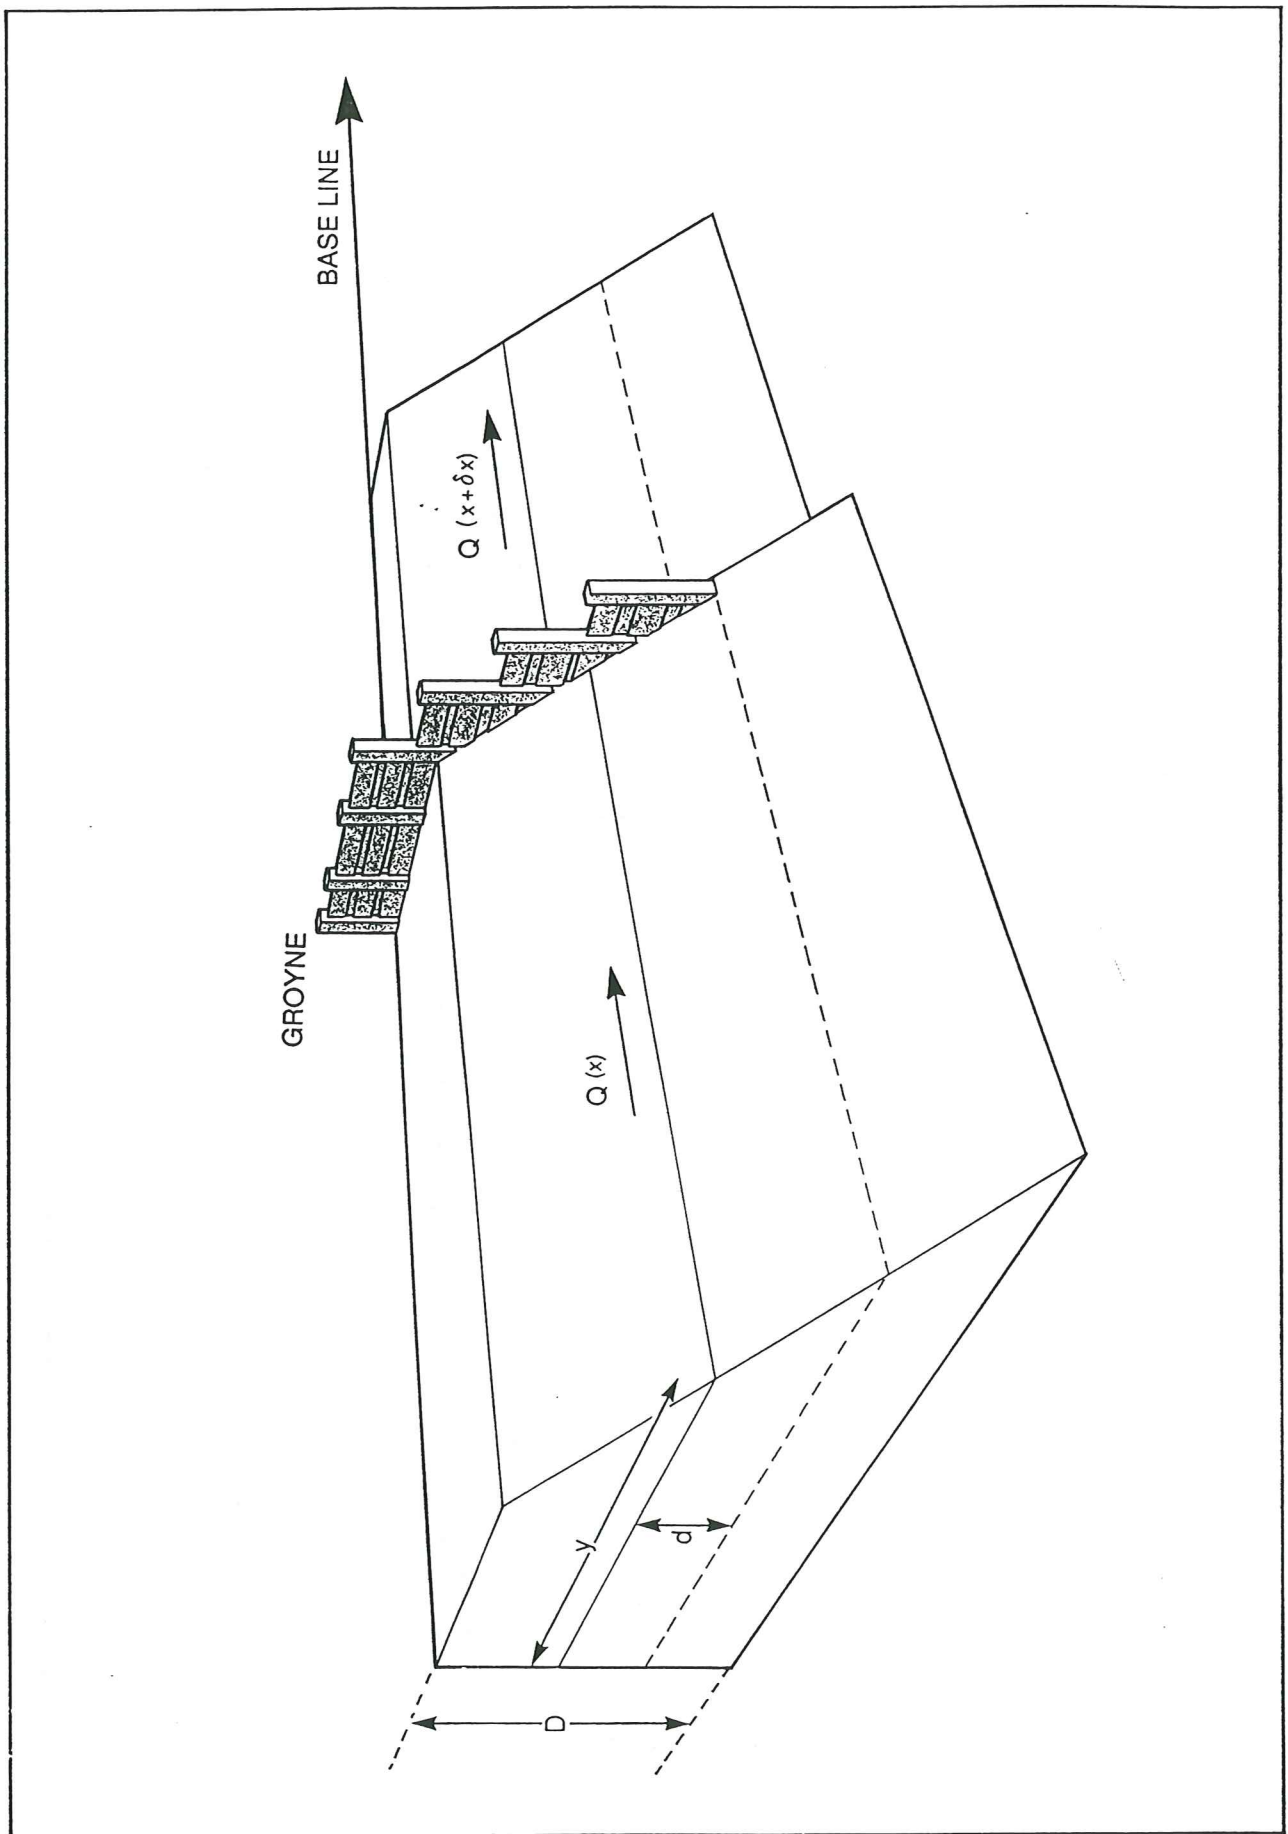 BASE LINE
GROYNE
Q (x+δx)
Q (x)
y
d
D